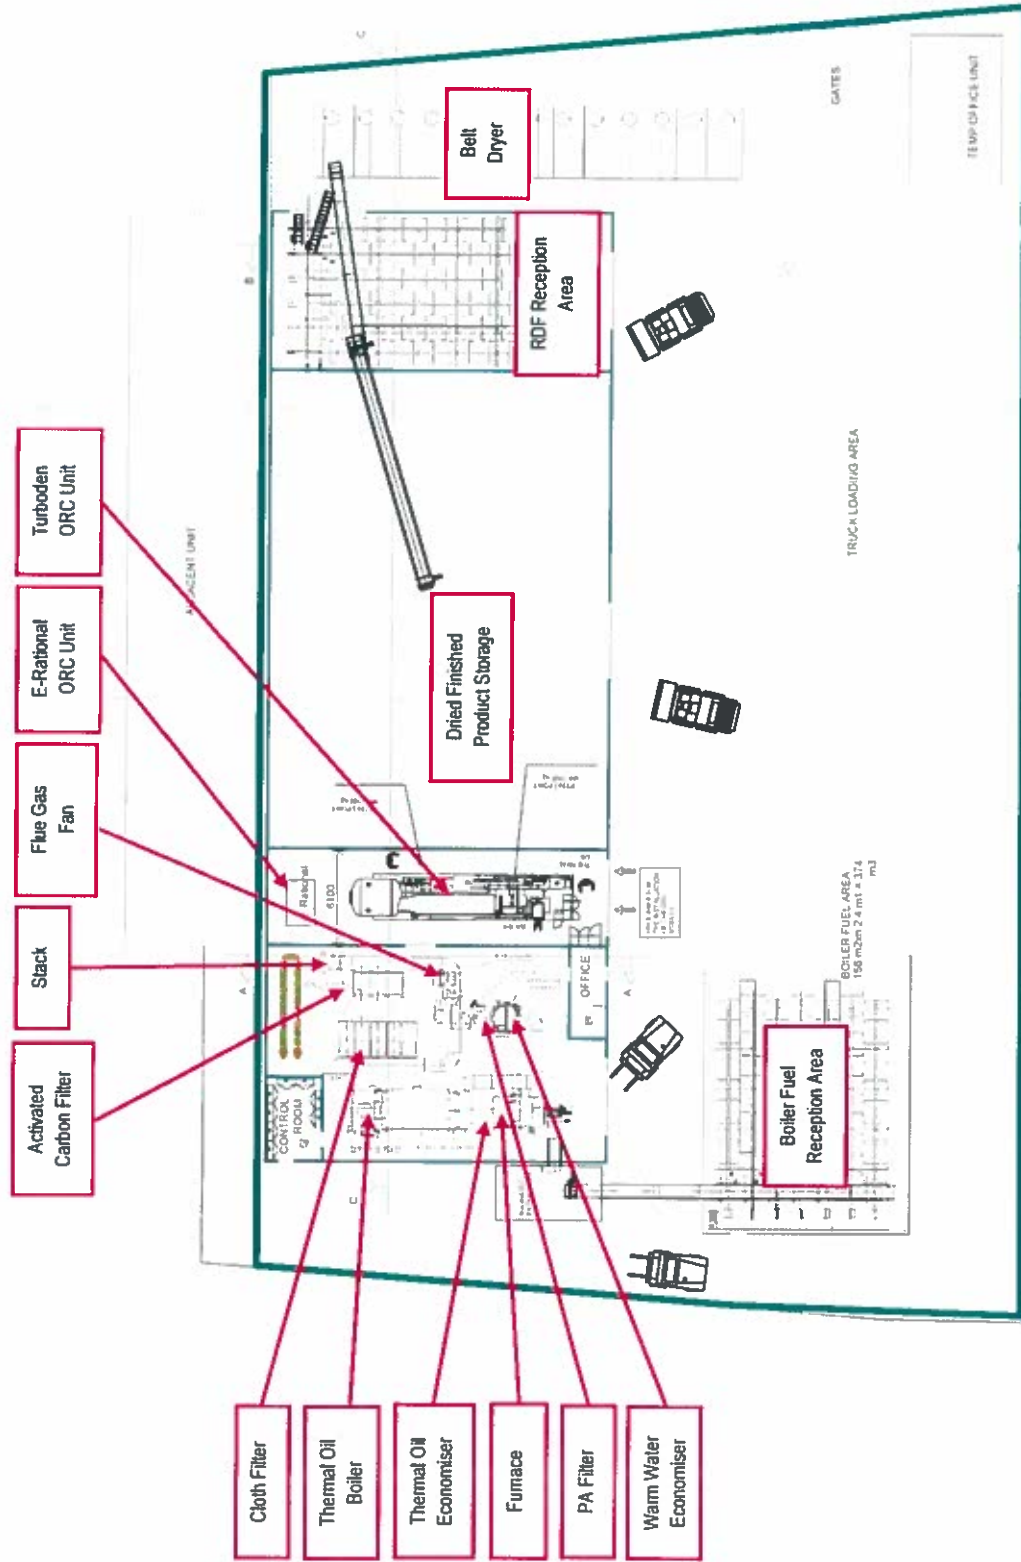 Activated
Carbon Filter
Stack
Flue Gas
Fan
E-Rational
ORC Unit
Turboden
ORC Unit
Cloth Filter
Thermal Oil
Boiler
Thermal Oil
Economiser
Furnace
PA Filter
Warm Water
Economiser
Dried Finished
Product Storage
RDF Reception
Area
Belt
Dryer
Boiler Fuel
Reception Area
CONTROL
ROOM
OFFICE
Rational
6100
A
A
B
C
C
BOILER FUEL AREA
TRUCK LOADING AREA
GATES
TEMP OFFICE UNIT